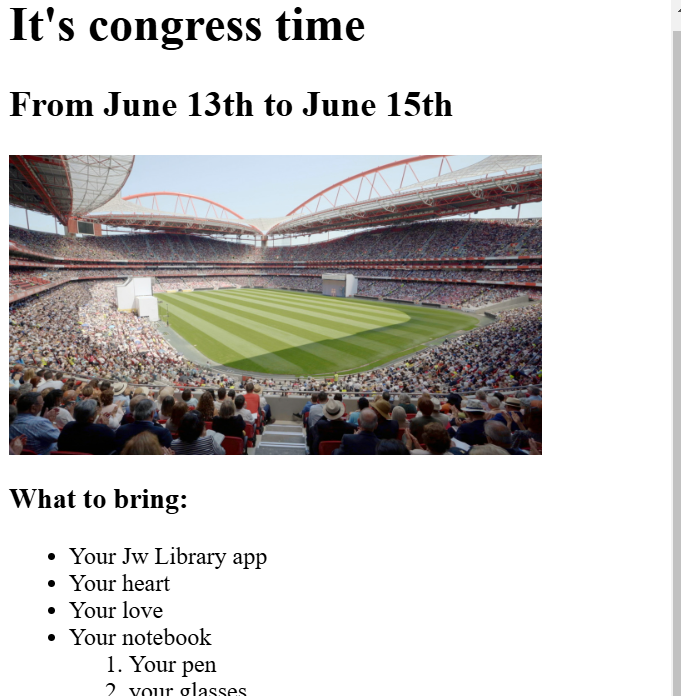 It's congress time
From June 13th to June 15th
What to bring:
• Your Jw Library app
• Your heart
• Your love
• Your notebook
1. Your pen
2. your glasses